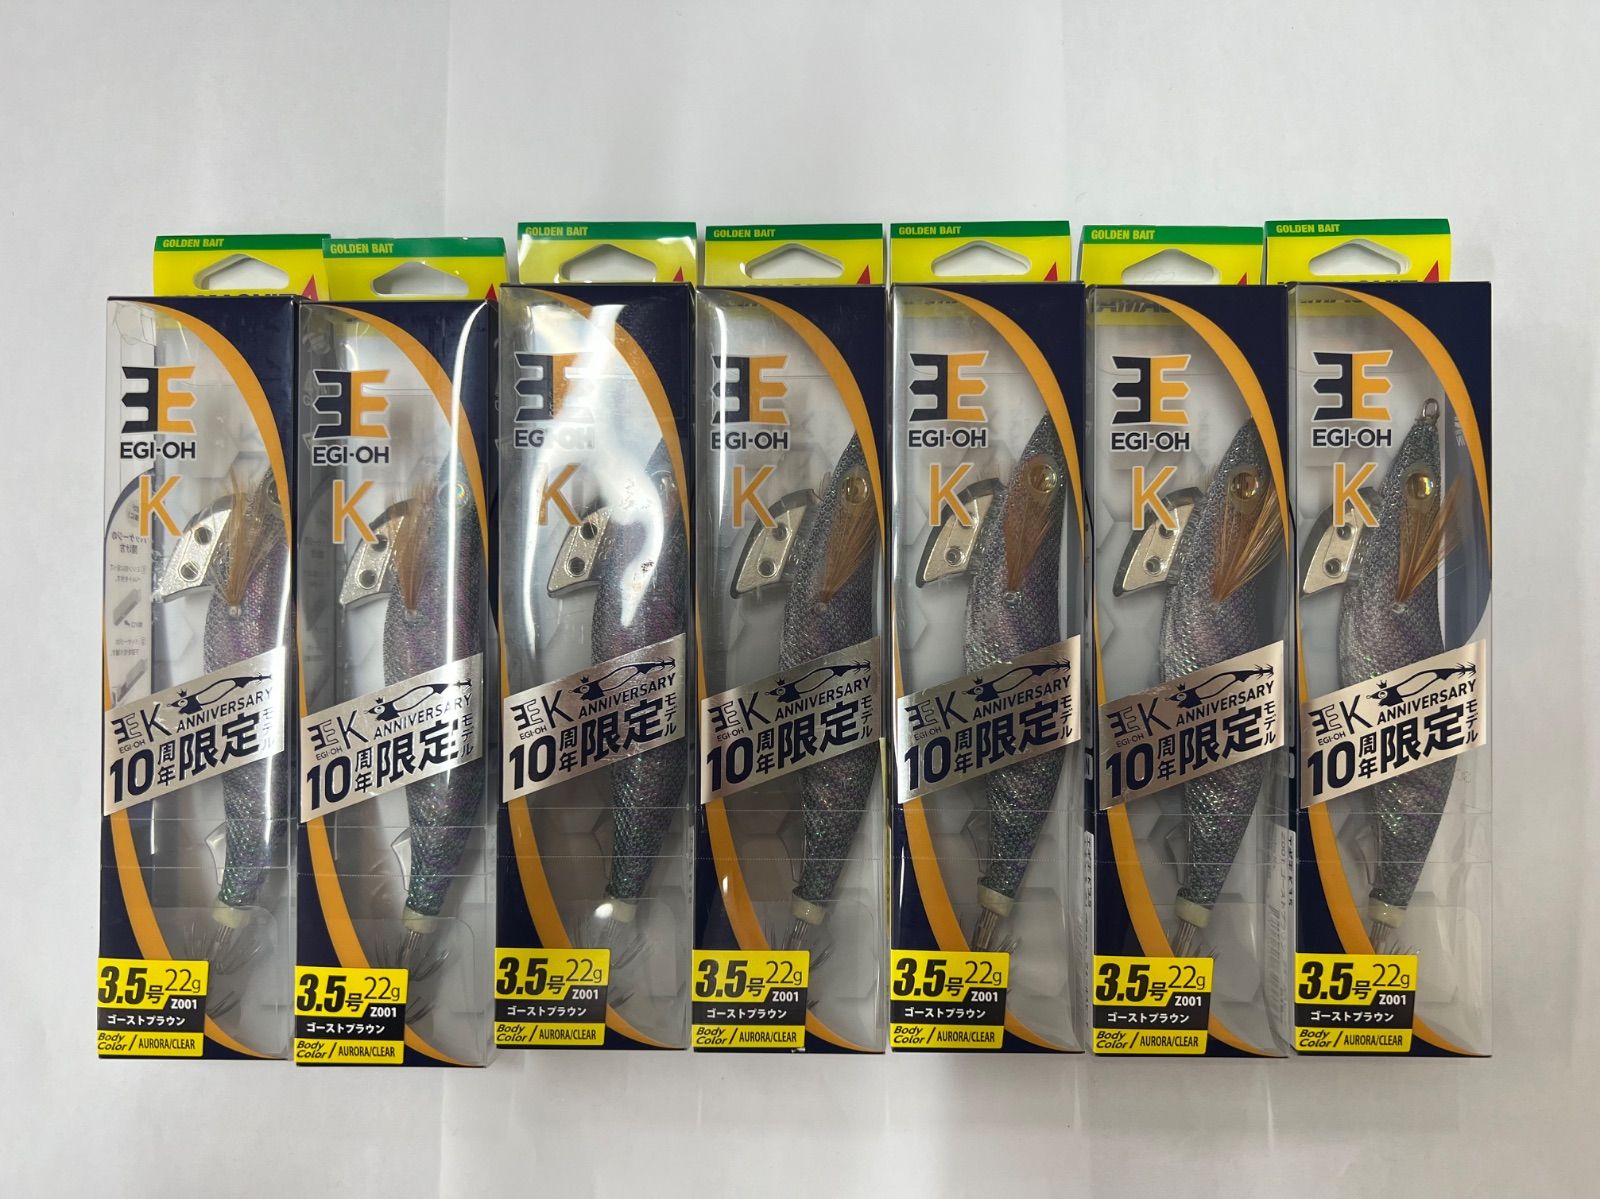 GOLDEN BAIT
EGI-OH
K
EGI-OH K ANNIVERSARY
10周年限定モデル
3.5号 22g
Z001
ゴーストブラウン
Body Color / AURORA/CLEAR
GOLDEN BAIT
EGI-OH
K
EGI-OH K ANNIVERSARY
10周年限定モデル
3.5号 22g
Z001
ゴーストブラウン
Body Color / AURORA/CLEAR
GOLDEN BAIT
EGI-OH
K
EGI-OH K ANNIVERSARY
10周年限定モデル
3.5号 22g
Z001
ゴーストブラウン
Body Color / AURORA/CLEAR
GOLDEN BAIT
EGI-OH
K
EGI-OH K ANNIVERSARY
10周年限定モデル
3.5号 22g
Z001
ゴーストブラウン
Body Color / AURORA/CLEAR
GOLDEN BAIT
EGI-OH
K
EGI-OH K ANNIVERSARY
10周年限定モデル
3.5号 22g
Z001
ゴーストブラウン
Body Color / AURORA/CLEAR
GOLDEN BAIT
EGI-OH
K
EGI-OH K ANNIVERSARY
10周年限定モデル
3.5号 22g
Z001
ゴーストブラウン
Body Color / AURORA/CLEAR
GOLDEN BAIT
EGI-OH
K
EGI-OH K ANNIVERSARY
10周年限定モデル
3.5号 22g
Z001
ゴーストブラウン
Body Color / AURORA/CLEAR